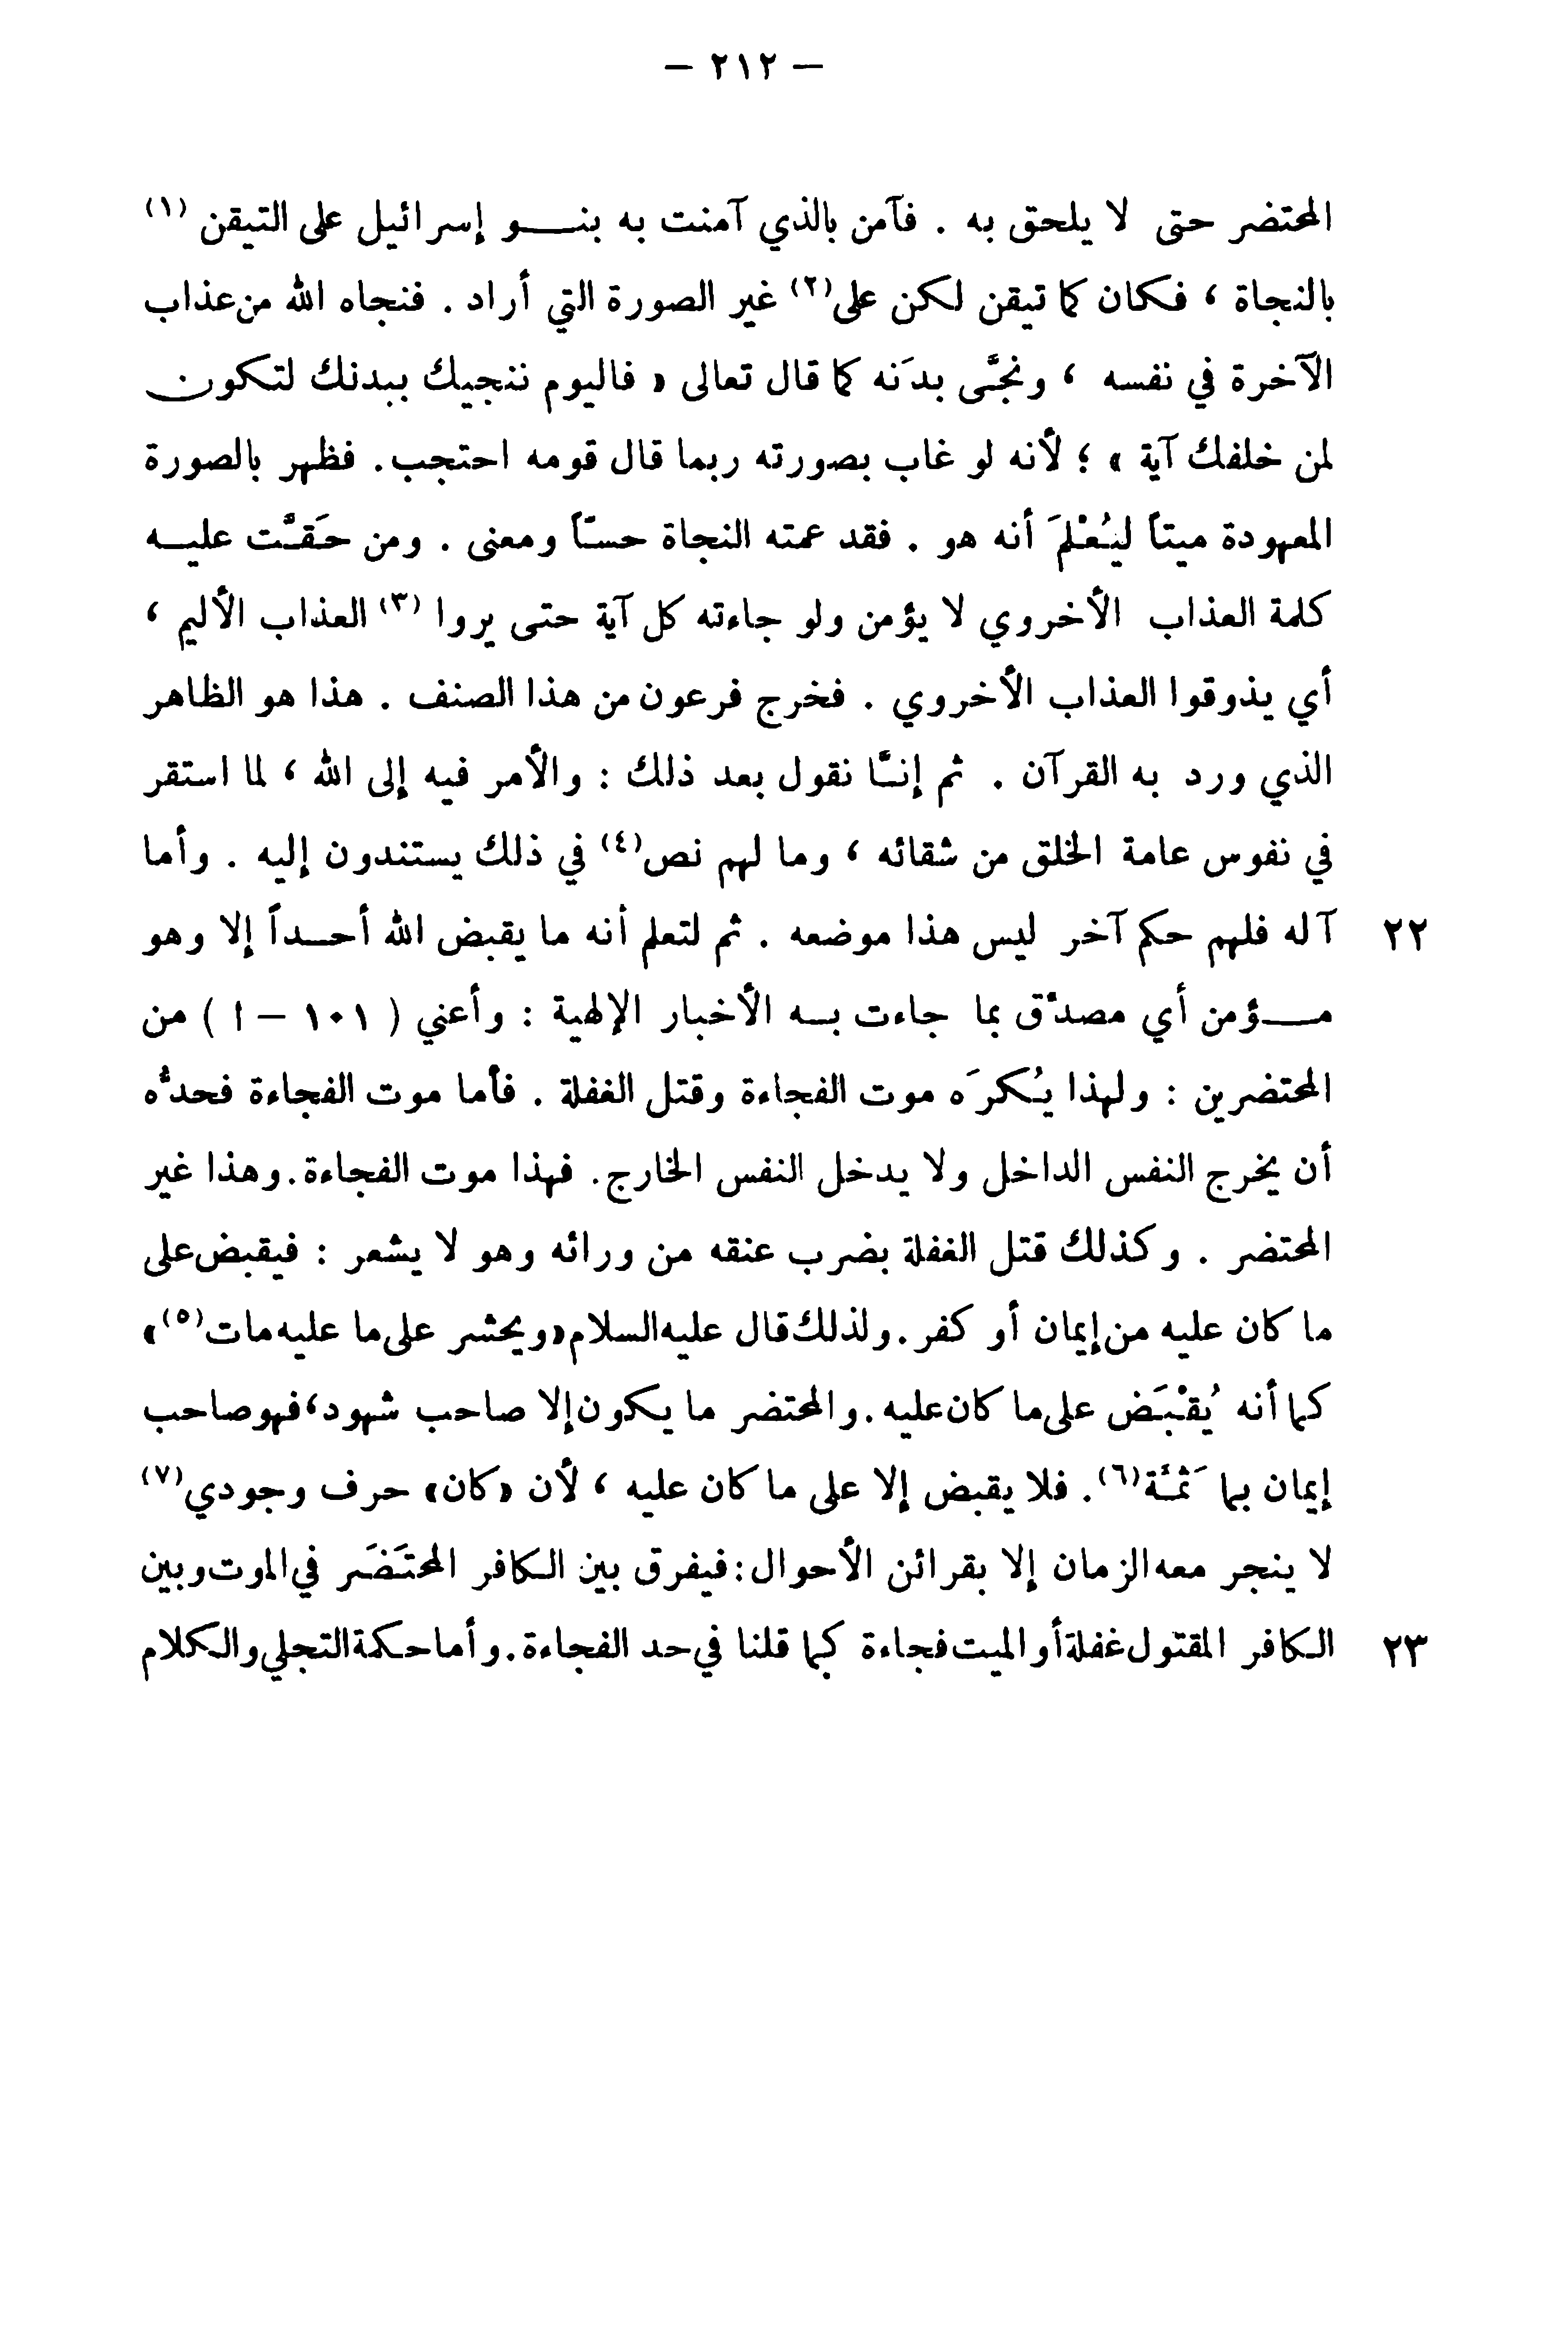 — ٢١٢ —
المحتضر حتى لا يلحق به . فآمن بالذي آمنت به بنو إسرائيل على التيقن (١)
بالنجاة ، فكان كما تيقن لكن على(٢) غير الصورة التي أراد . فنجاه الله من عذاب
الآخرة في نفسه ، ونجَّى بدَنه كما قال تعالى « فاليوم ننجيك ببدنك لتكون
لمن خلفك آية » ؛ لأنه لو غاب بصورته ربما قال قومه احتجب. فظهر بالصورة
المعهودة ميتاً ليُعْلمَ أنه هو . فقد عمته النجاة حسّاً ومعنى . ومن حَقَّت عليه
كلمة العذاب الأخروي لا يؤمن ولو جاءته كل آية حتى يروا (٣) العذاب الأليم ،
أي يذوقوا العذاب الأخروي . فخرج فرعون من هذا الصنف . هذا هو الظاهر
الذي ورد به القرآن . ثم إنَّا نقول بعد ذلك : والأمر فيه إلى الله ، لما استقر
في نفوس عامة الخلق من شقائه ، وما لهم نص(٤) في ذلك يستندون إليه . وأما
٢٢ آله فلهم حكم آخر ليس هذا موضعه . ثم لتعلم أنه ما يقبض الله أحداً إلا وهو
مؤمن أي مصدِّق بما جاءت به الأخبار الإلهية : وأعني ( ١٠١ – ا ) من
المحتضرين : ولهذا يُكرَه موت الفجاءة وقتل الغفلة . فأما موت الفجاءة فحدُّه
أن يخرج النفس الداخل ولا يدخل النفس الخارج. فهذا موت الفجاءة. وهذا غير
المحتضر . وكذلك قتل الغفلة بضرب عنقه من ورائه وهو لا يشعر : فيقبض على
ما كان عليه من إيمان أو كفر. ولذلك قال عليه السلام «ويحشر على ما عليه مات(٥)»
كما أنه يُقْبَض على ما كان عليه. والمحتضر ما يكون إلا صاحب شهود، فهو صاحب
إيمان بما ثَمَّة(٦). فلا يقبض إلا على ما كان عليه ، لأن «كان» حرف وجودي(٧)
لا ينجر معه الزمان إلا بقرائن الأحوال: فيفرق بين الكافر المحتَضَر في الموت وبين
٢٣ الكافر المقتول غفلة أو الميت فجاءة كما قلنا في حد الفجاءة. وأما حكمة التجلي والكلام